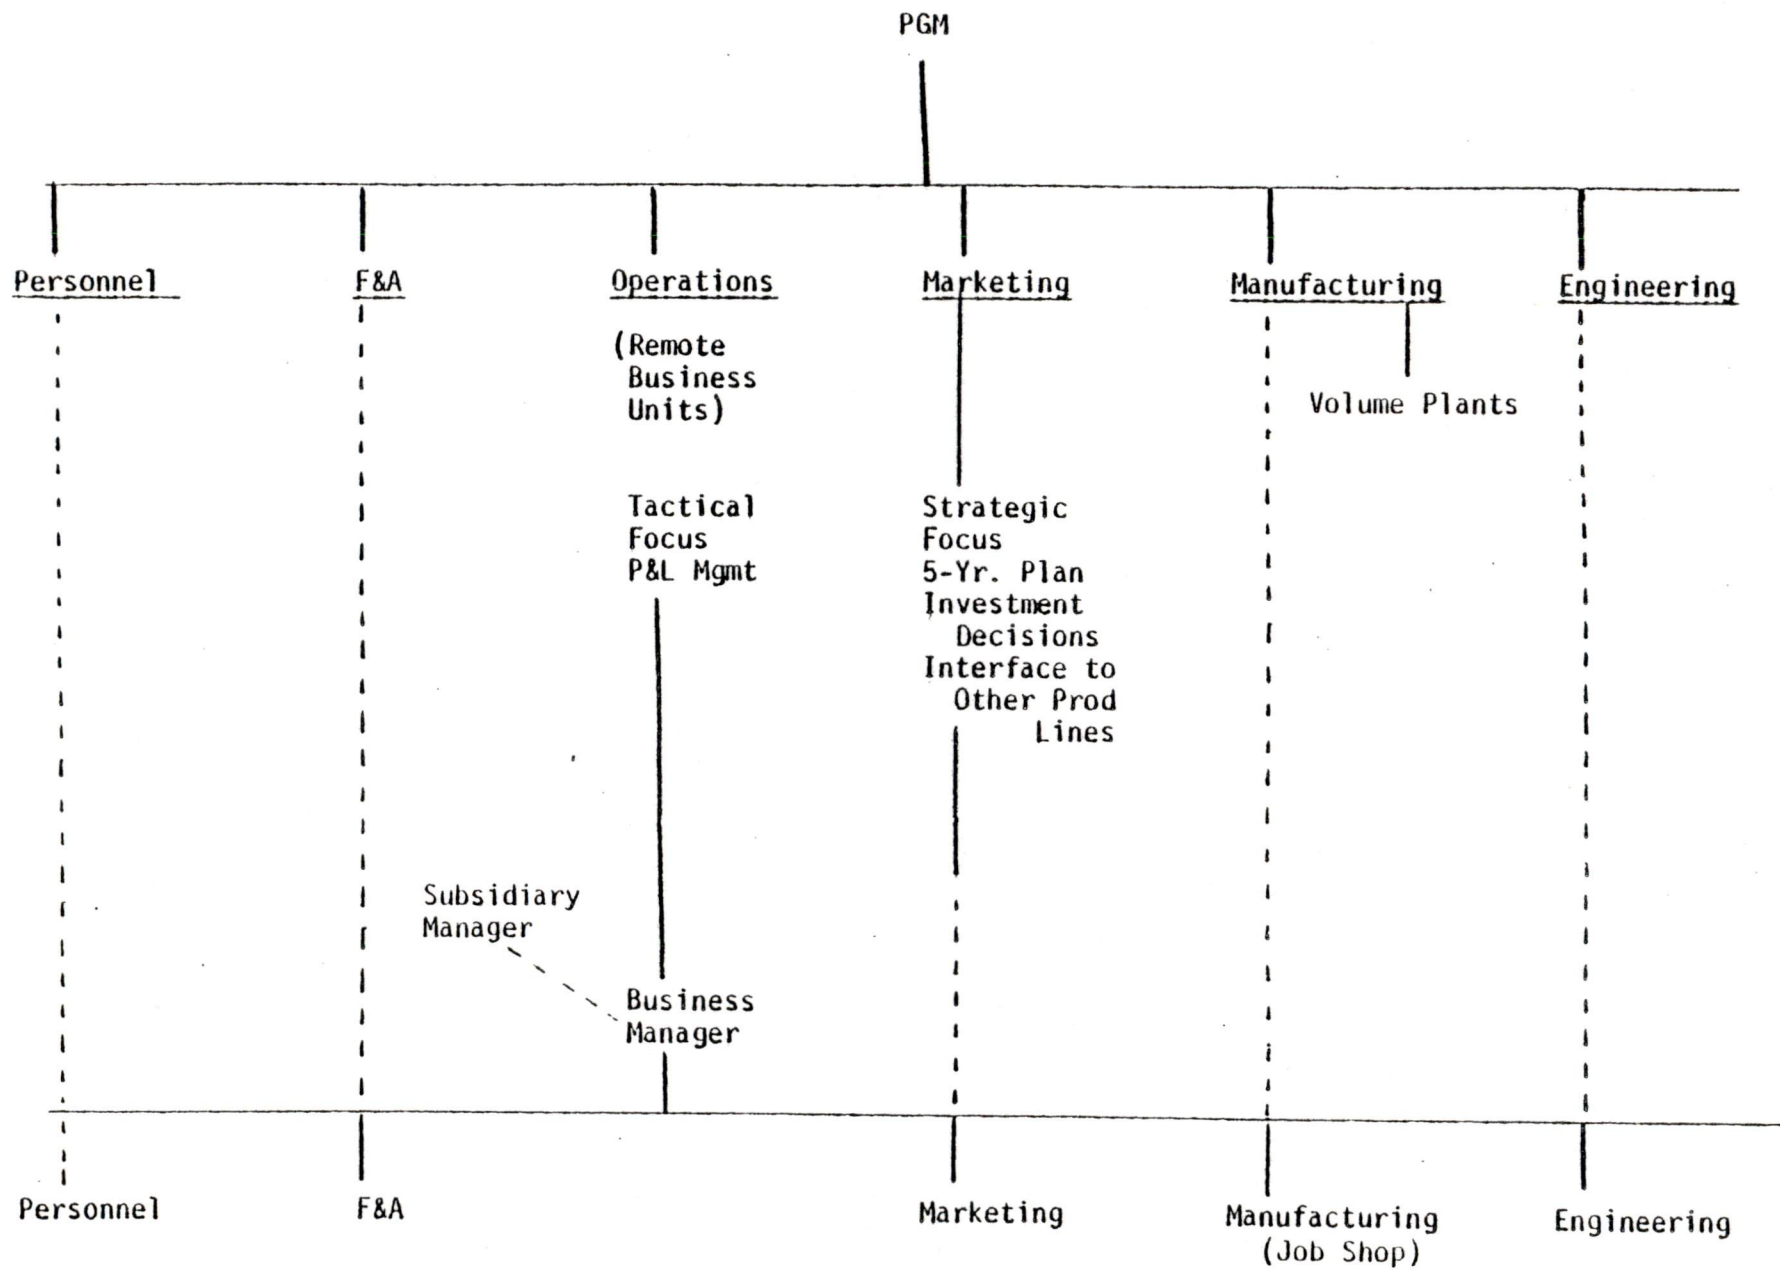 PGM
Personnel
F&A
Operations
Marketing
Manufacturing
Engineering
(Remote
Business
Units)
Volume Plants
Tactical
Focus
P&L Mgmt
Strategic
Focus
5-Yr. Plan
Investment
Decisions
Interface to
Other Prod
Lines
Subsidiary
Manager
Business
Manager
Personnel
F&A
Marketing
Manufacturing
(Job Shop)
Engineering